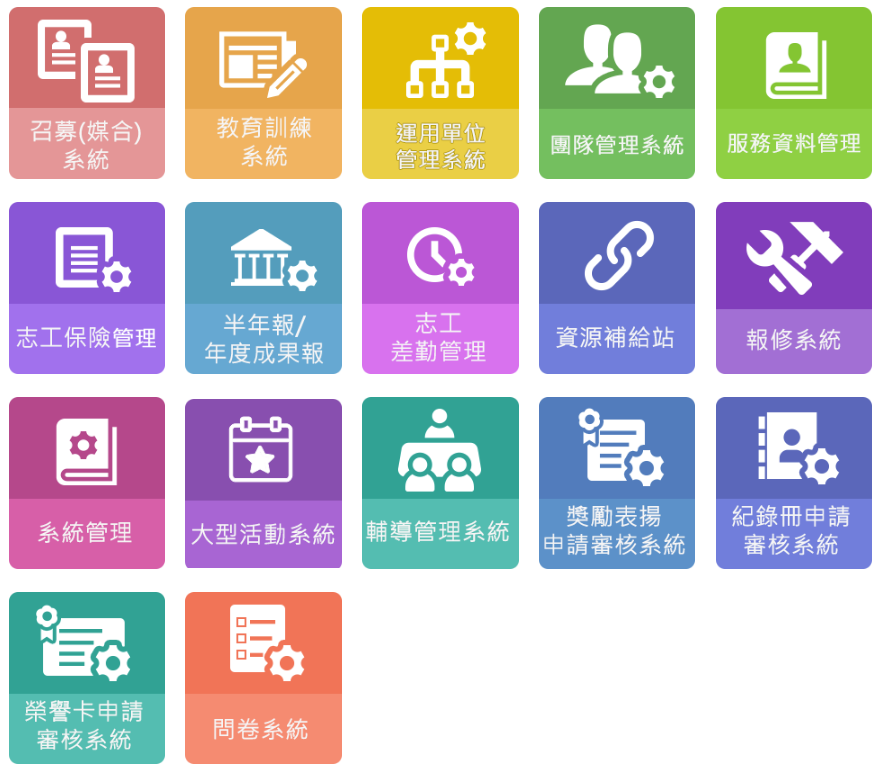 召募(媒合)
系統
教育訓練
系統
運用單位
管理系統
團隊管理系統
服務資料管理
志工保險管理
半年報/
年度成果報
志工
差勤管理
資源補給站
報修系統
系統管理
大型活動系統
輔導管理系統
獎勵表揚
申請審核系統
紀錄冊申請
審核系統
榮譽卡申請
審核系統
問卷系統